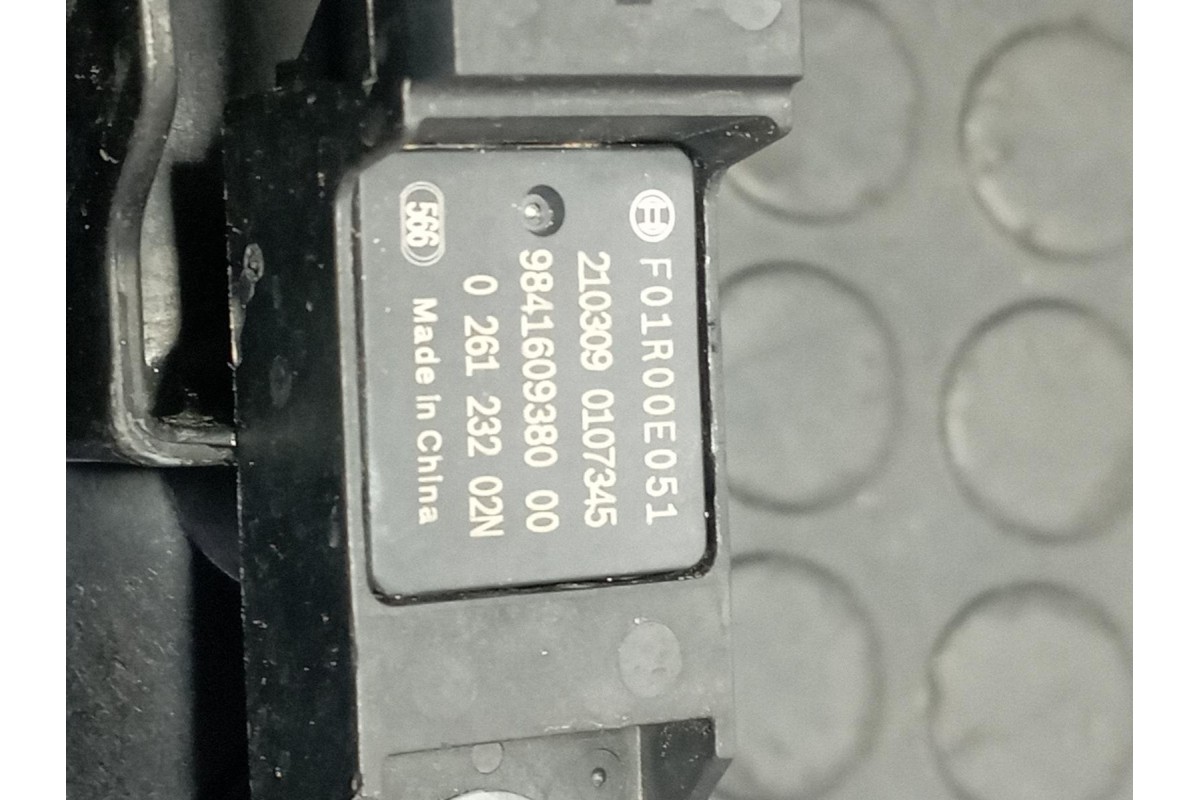 F01R00E051
210309 0107345
9841609380 00
0 261 232 02N
566 Made in China